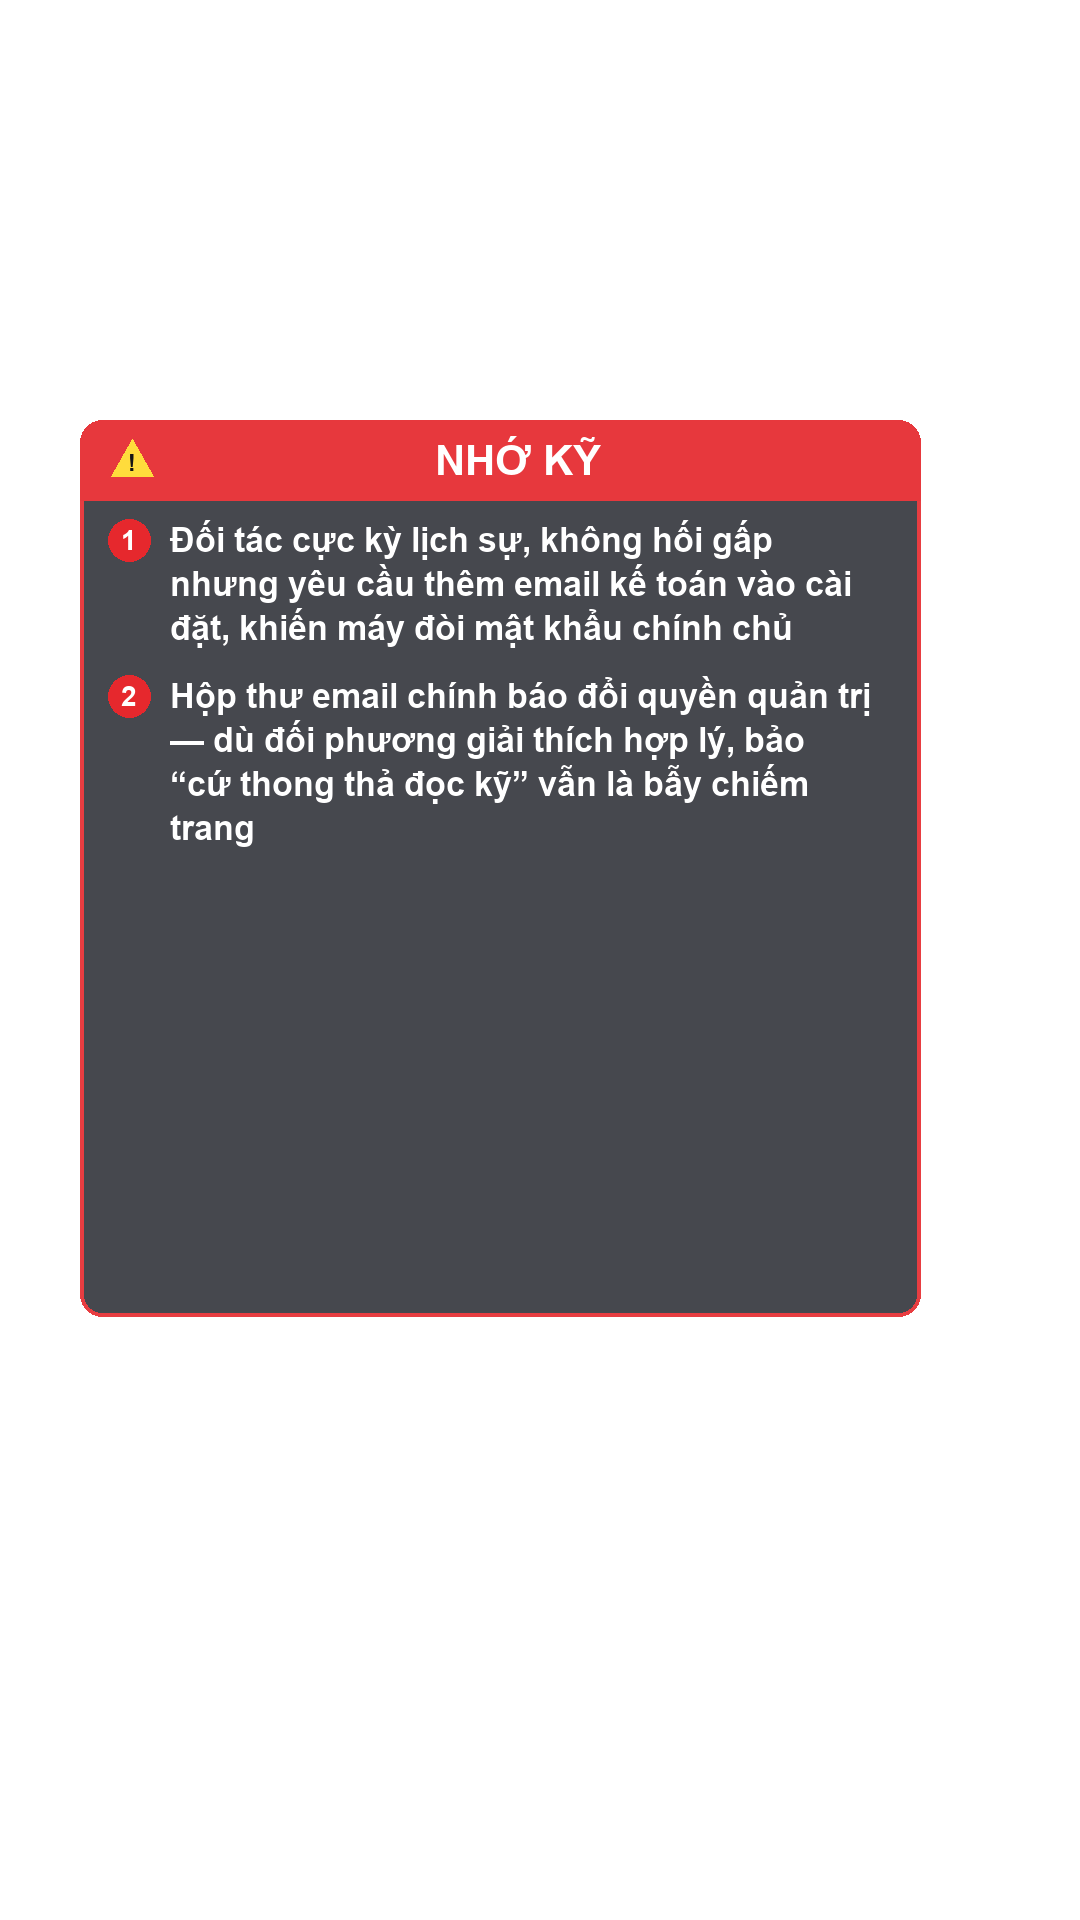 !
NHỚ KỸ
1 Đối tác cực kỳ lịch sự, không hối gấp
nhưng yêu cầu thêm email kế toán vào cài
đặt, khiến máy đòi mật khẩu chính chủ
2 Hộp thư email chính báo đổi quyền quản trị
— dù đối phương giải thích hợp lý, bảo
“cứ thong thả đọc kỹ” vẫn là bẫy chiếm
trang